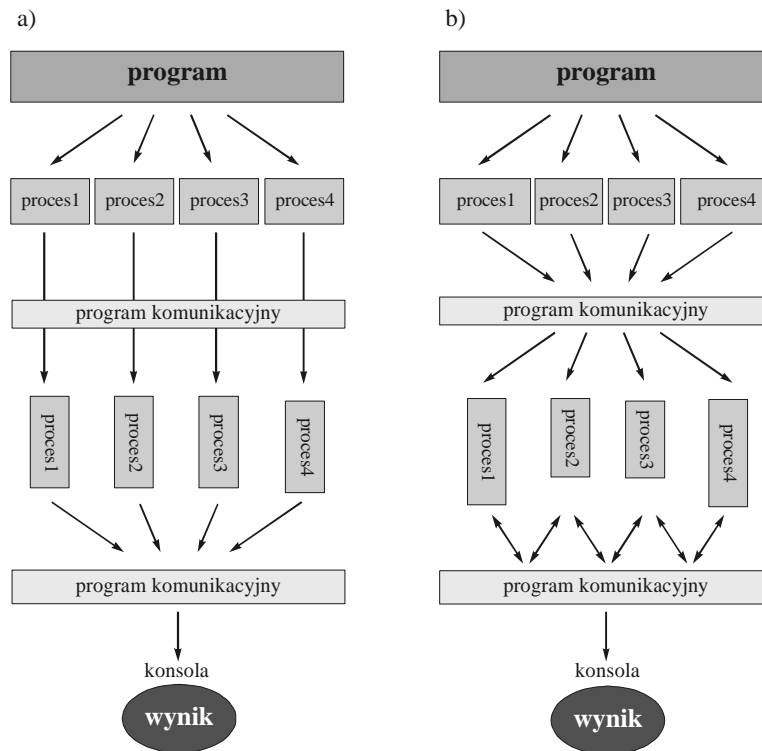 a)
program
proces1
proces2
proces3
proces4
program komunikacyjny
proces1
proces2
proces3
proces4
program komunikacyjny
konsola
wynik
b)
program
proces1
proces2
proces3
proces4
program komunikacyjny
proces1
proces2
proces3
proces4
program komunikacyjny
konsola
wynik